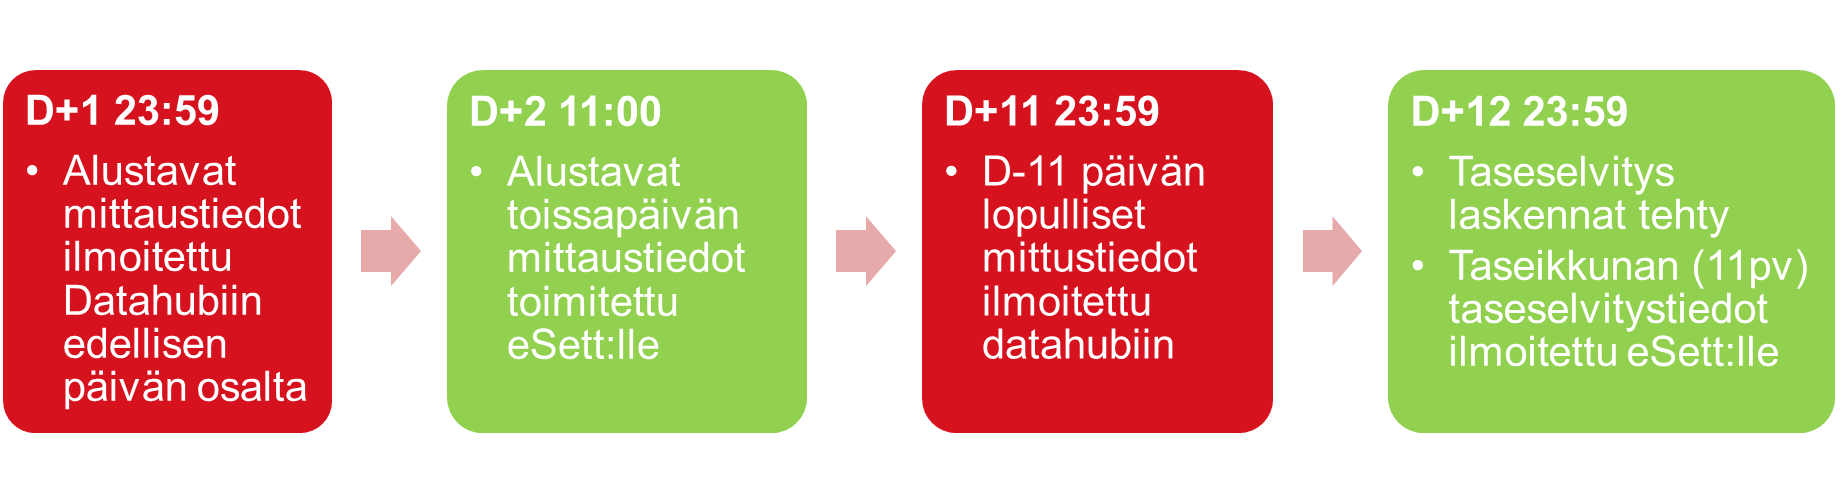 D+1 23:59
• Alustavat
mittaustiedot
ilmoitettu
Datahubiin
edellisen
päivän osalta
D+2 11:00
• Alustavat
toissapäivän
mittaustiedot
toimitettu
eSett:lle
D+11 23:59
• D-11 päivän
lopulliset
mittustiedot
ilmoitettu
datahubiin
D+12 23:59
• Taseselvitys
laskennat tehty
• Taseikkunan (11pv)
taseselvitystiedot
ilmoitettu eSett:lle